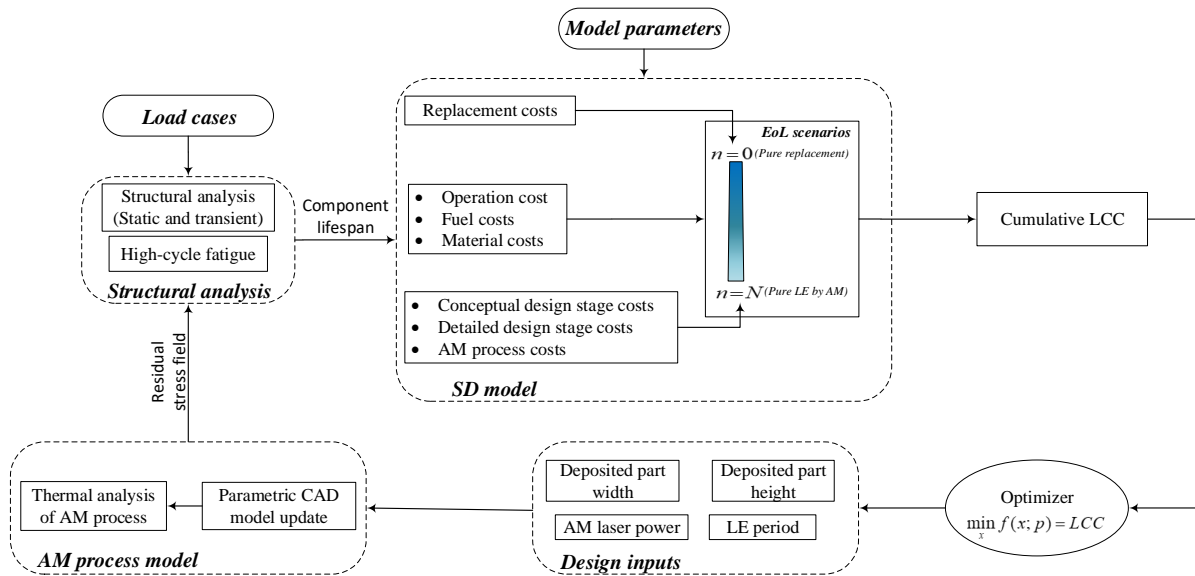 Model parameters
Load cases
Structural analysis
(Static and transient)
High-cycle fatigue
Structural analysis
Component
lifespan
Replacement costs
• Operation cost
• Fuel costs
• Material costs
• Conceptual design stage costs
• Detailed design stage costs
• AM process costs
SD model
EoL scenarios
n=0 (Pure replacement)
n=N (Pure LE by AM)
Cumulative LCC
Residual
stress field
Thermal analysis
of AM process
Parametric CAD
model update
AM process model
Deposited part
width
Deposited part
height
AM laser power
LE period
Design inputs
Optimizer
min f(x; p) = LCC
x